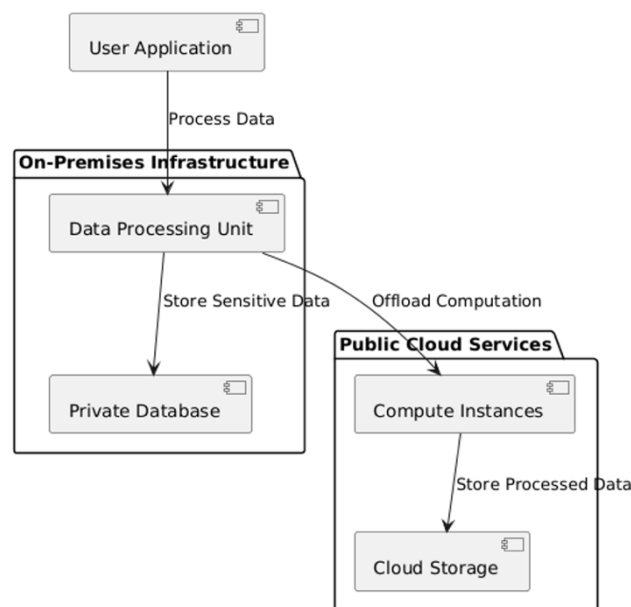 User Application
Process Data
On-Premises Infrastructure
Data Processing Unit
Store Sensitive Data
Offload Computation
Public Cloud Services
Private Database
Compute Instances
Store Processed Data
Cloud Storage